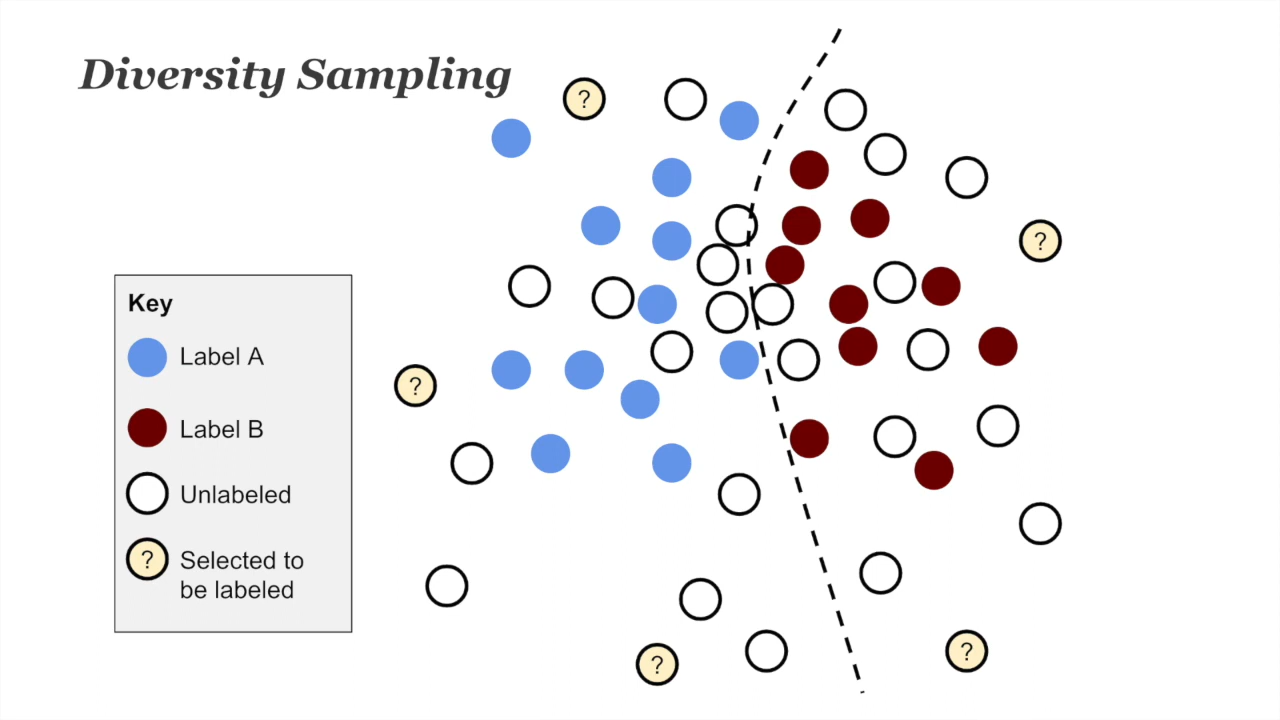 Diversity Sampling
?
?
?
?
?
Key
Label A
Label B
Unlabeled
? Selected to
be labeled